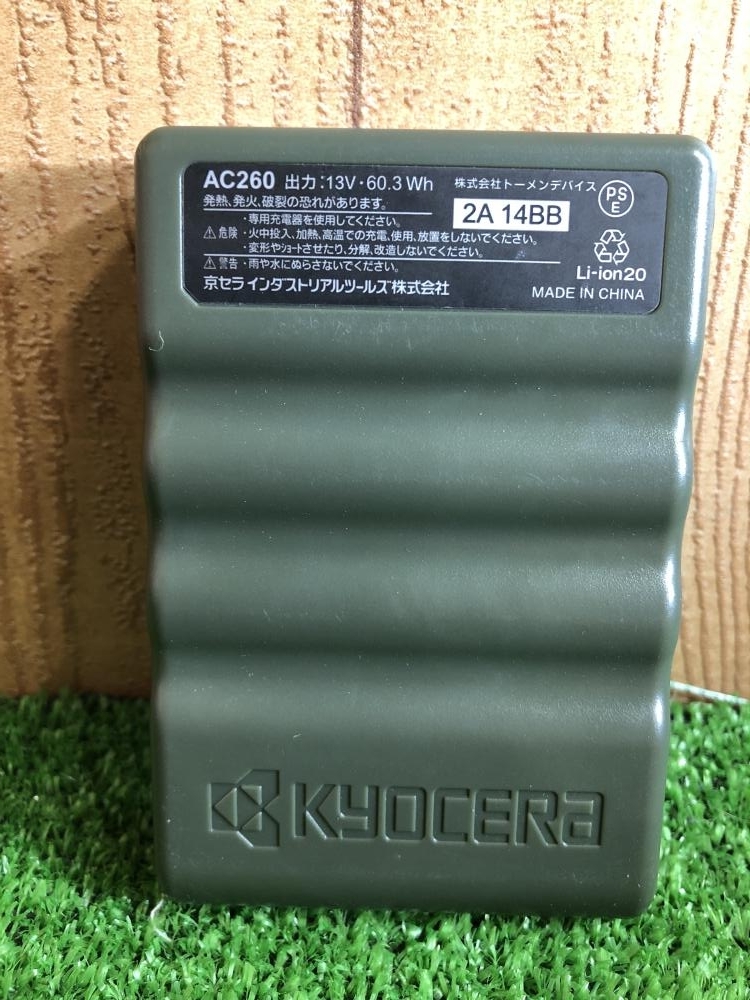 AC260 出力:13V・60.3 Wh 株式会社トーメンデバイス
PS
E
発熱、発火、破裂の恐れがあります。
2A 14BB
・専用充電器を使用してください。
危険 ・火中投入、加熱、高温での充電、使用、放置をしないでください。
・変形やショートさせたり、分解、改造しないでください。
警告 ・雨や水にぬらさないでください。
Li-ion20
京セラ インダストリアルツールズ株式会社
MADE IN CHINA
KYOCERA